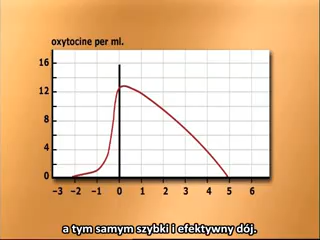 oxytocine per ml.
16
12
8
4
0
-3 -2 -1 0 1 2 3 4 5 6
a tym samym szybki i efektywny dój.